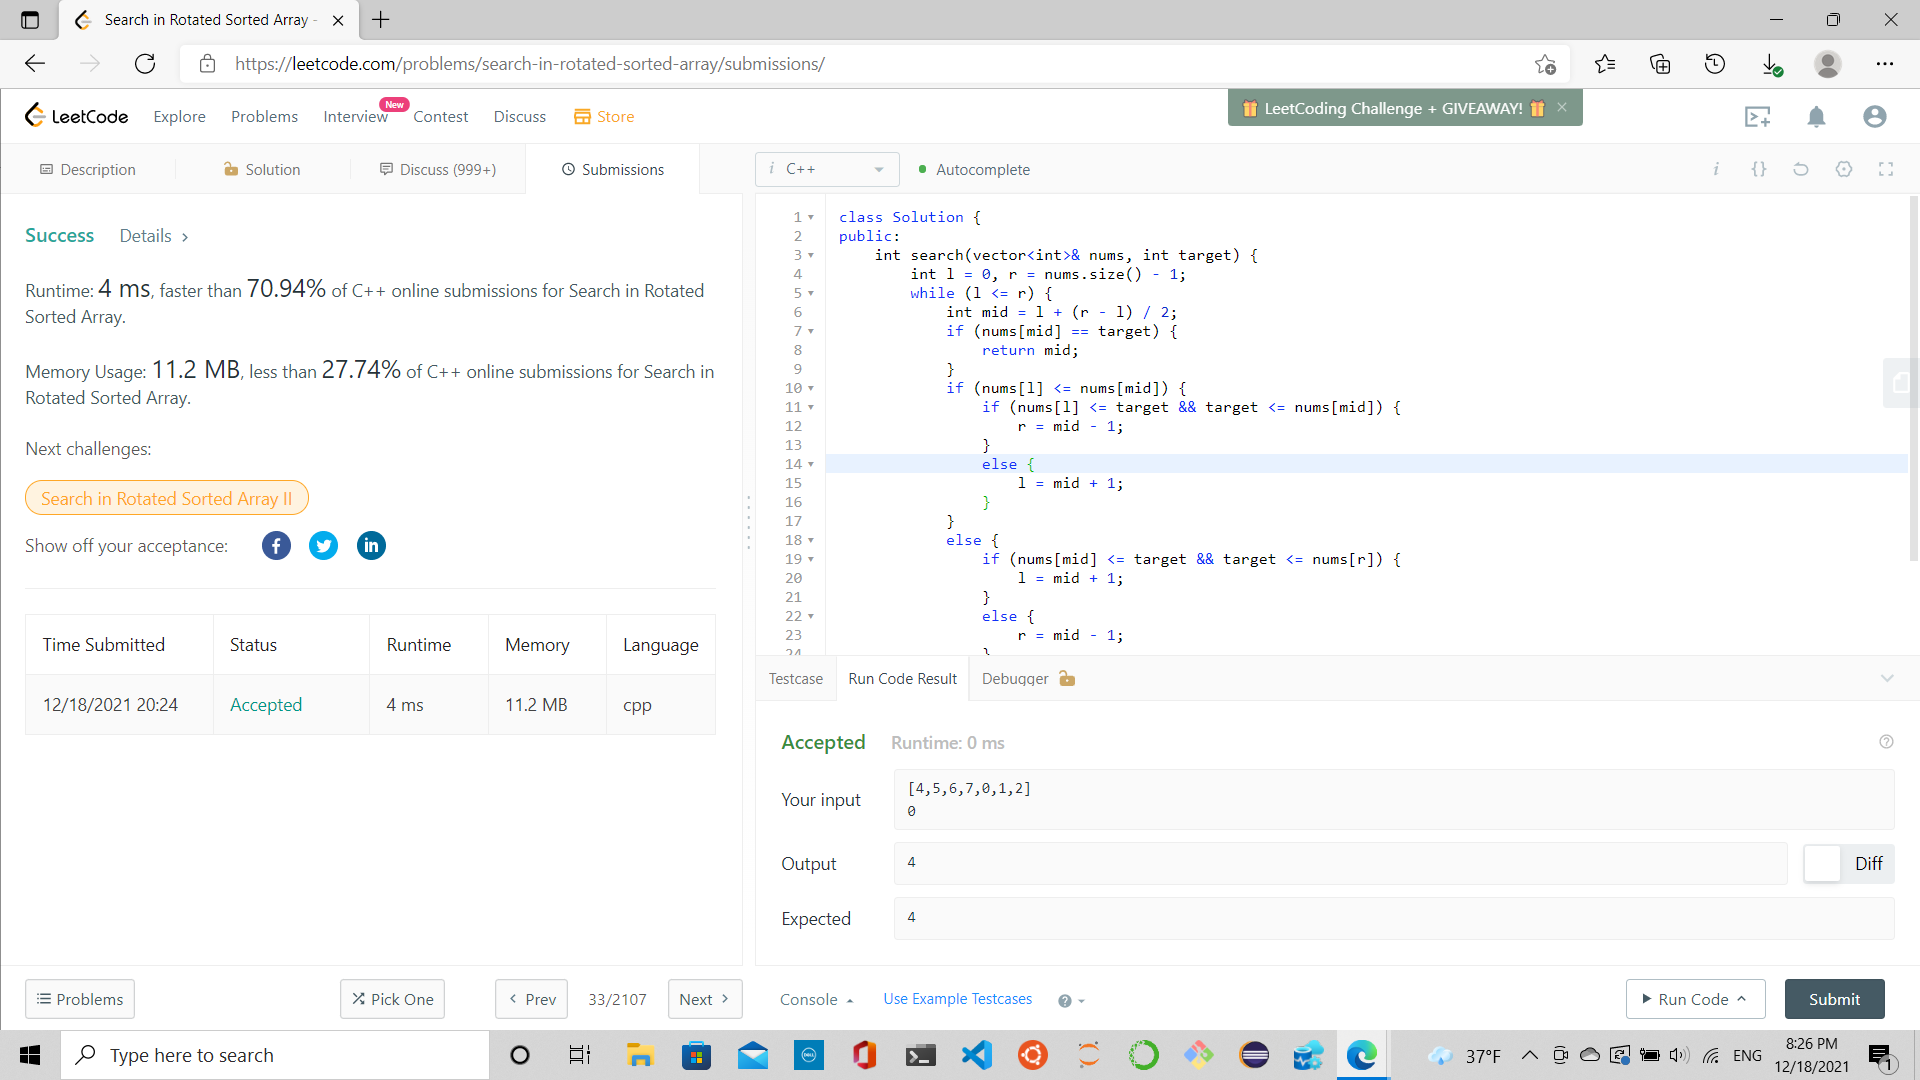 Search in Rotated Sorted Array -
https://leetcode.com/problems/search-in-rotated-sorted-array/submissions/
LeetCode Explore Problems Interview New Contest Discuss Store
LeetCoding Challenge + GIVEAWAY!
Description Solution Discuss (999+) Submissions
i C++ Autocomplete
Success Details >
Runtime: 4 ms, faster than 70.94% of C++ online submissions for Search in Rotated
Sorted Array.
Memory Usage: 11.2 MB, less than 27.74% of C++ online submissions for Search in
Rotated Sorted Array.
Next challenges:
Search in Rotated Sorted Array II
Show off your acceptance:
Time Submitted Status Runtime Memory Language
12/18/2021 20:24 Accepted 4 ms 11.2 MB cpp
1 class Solution {
2 public:
3 int search(vector<int>& nums, int target) {
4 int l = 0, r = nums.size() - 1;
5 while (l <= r) {
6 int mid = l + (r - l) / 2;
7 if (nums[mid] == target) {
8 return mid;
9 }
10 if (nums[l] <= nums[mid]) {
11 if (nums[l] <= target && target <= nums[mid]) {
12 r = mid - 1;
13 }
14 else {
15 l = mid + 1;
16 }
17 }
18 else {
19 if (nums[mid] <= target && target <= nums[r]) {
20 l = mid + 1;
21 }
22 else {
23 r = mid - 1;
24 }
Testcase Run Code Result Debugger
Accepted Runtime: 0 ms
Your input
[4,5,6,7,0,1,2]
0
Output 4 Diff
Expected 4
Problems Pick One < Prev 33/2107 Next > Console Use Example Testcases Run Code Submit
Type here to search
37°F ENG
8:26 PM
12/18/2021
1